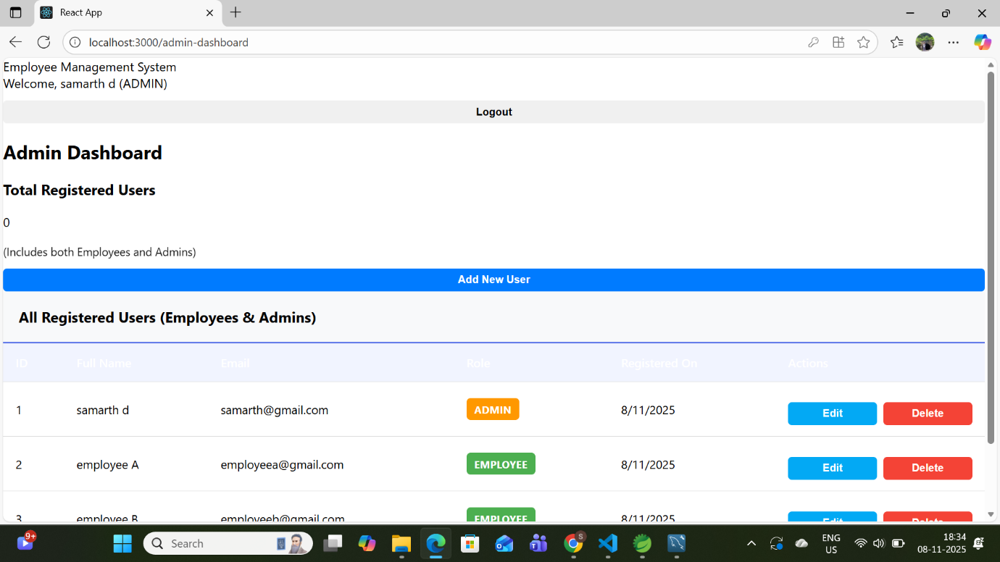 React App
localhost:3000/admin-dashboard
Employee Management System
Welcome, samarth d (ADMIN)
Logout
Admin Dashboard
Total Registered Users
0
(Includes both Employees and Admins)
Add New User
All Registered Users (Employees & Admins)
ID Full Name Email Role Registered On Actions
1 samarth d samarth@gmail.com ADMIN 8/11/2025 Edit Delete
2 employee A employeea@gmail.com EMPLOYEE 8/11/2025 Edit Delete
3 employee B employeeb@gmail.com EMPLOYEE 8/11/2025 Edit Delete
9+ Search S ENG 18:34
US 08-11-2025